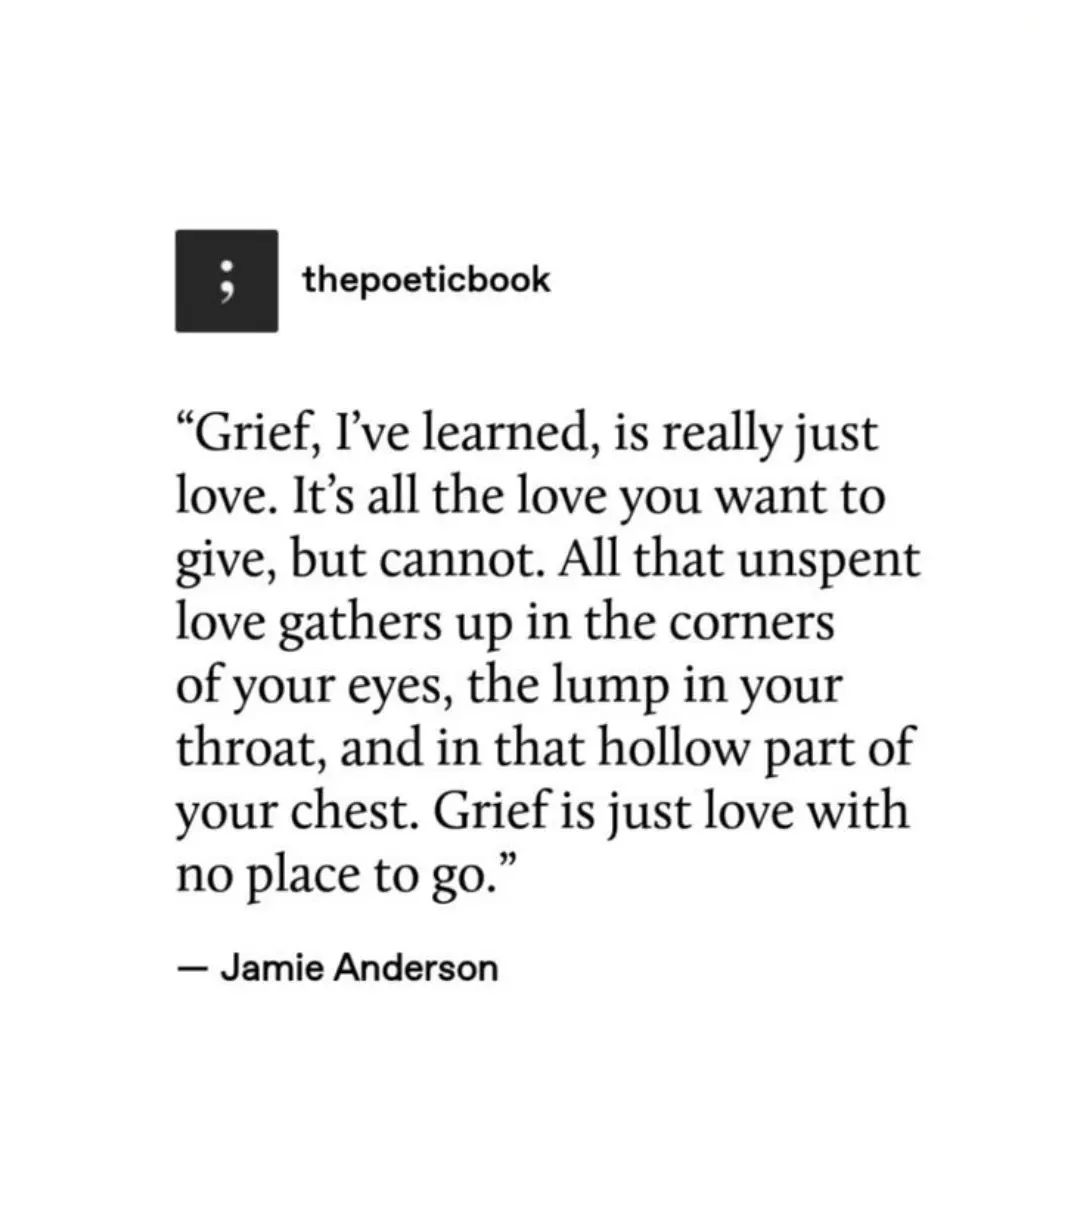 ;
thepoeticbook
“Grief, I’ve learned, is really just
love. It’s all the love you want to
give, but cannot. All that unspent
love gathers up in the corners
of your eyes, the lump in your
throat, and in that hollow part of
your chest. Grief is just love with
no place to go.”
— Jamie Anderson